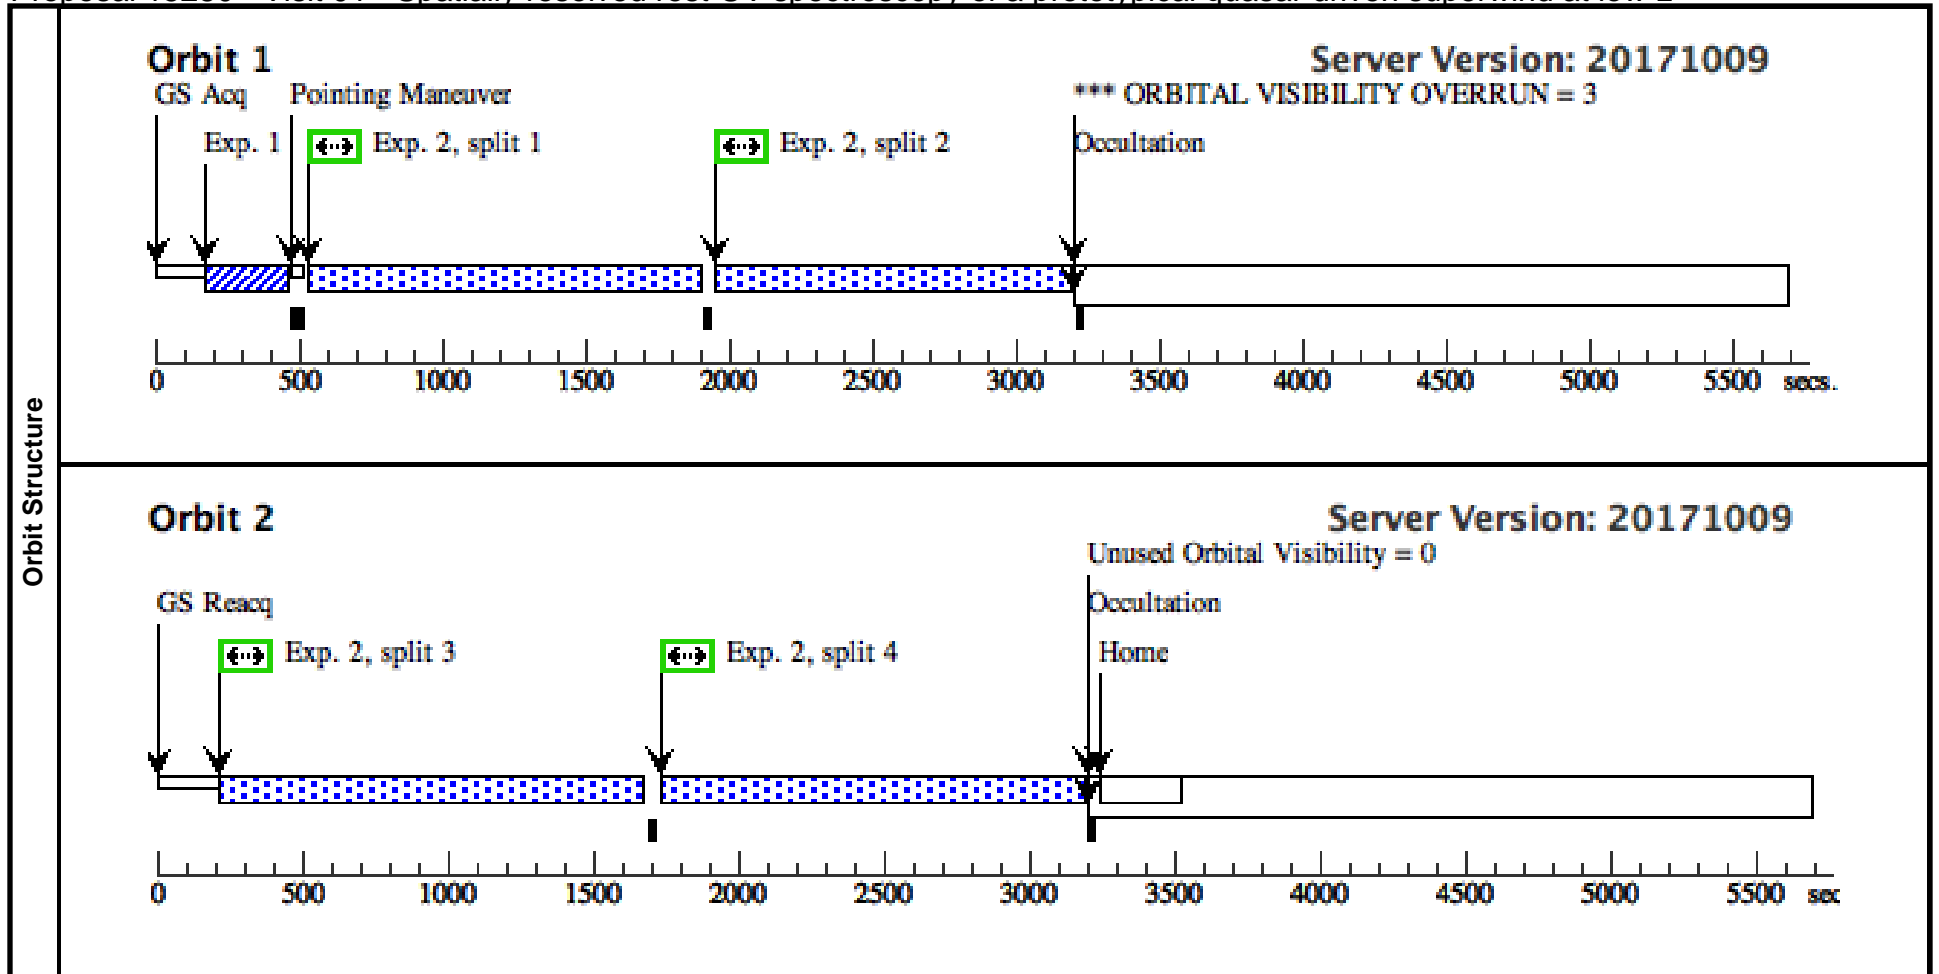 Orbit 1
Server Version: 20171009
GS Acq Pointing Maneuver
*** ORBITAL VISIBILITY OVERRUN = 3
Exp. 1
Exp. 2, split 1
Exp. 2, split 2
Occultation
0 500 1000 1500 2000 2500 3000 3500 4000 4500 5000 5500 secs.
Orbit Structure
Orbit 2
Server Version: 20171009
Unused Orbital Visibility = 0
GS Reacq
Occultation
Exp. 2, split 3
Exp. 2, split 4
Home
0 500 1000 1500 2000 2500 3000 3500 4000 4500 5000 5500 sec